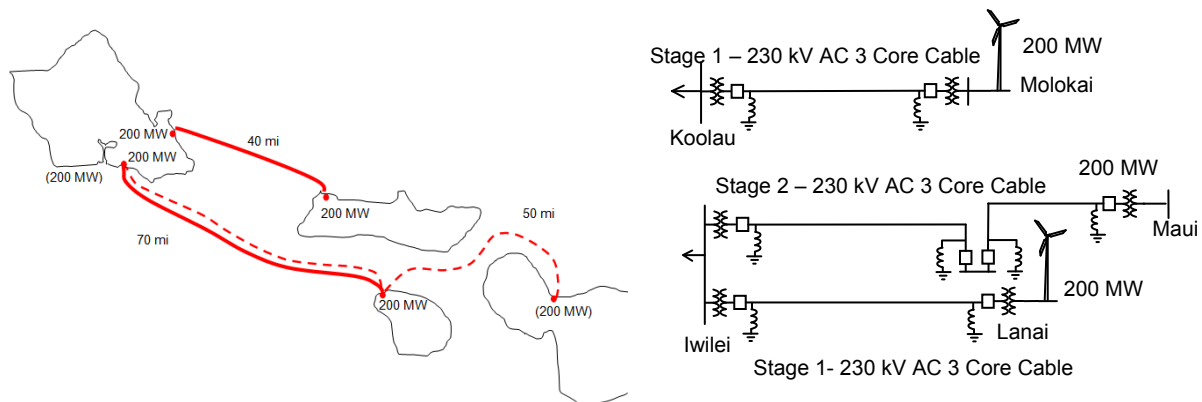 200 MW
200 MW
(200 MW)
40 mi
200 MW
70 mi
50 mi
200 MW
(200 MW)
Stage 1 – 230 kV AC 3 Core Cable
200 MW
Molokai
Koolau
200 MW
Stage 2 – 230 kV AC 3 Core Cable
Maui
200 MW
Iwilei
Lanai
Stage 1- 230 kV AC 3 Core Cable